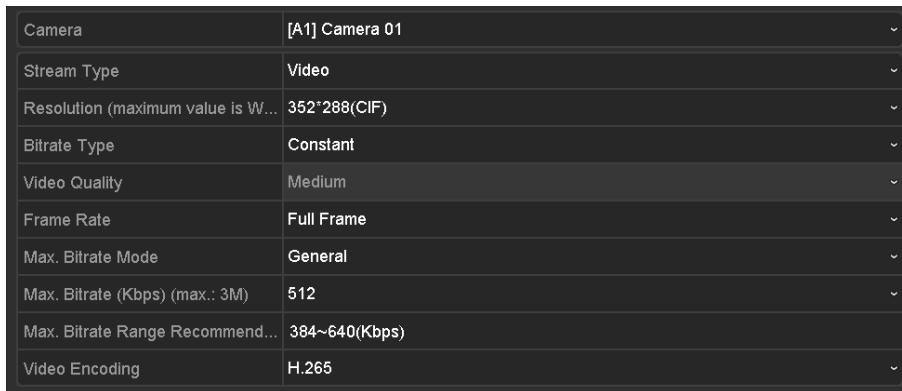 Camera [A1] Camera 01
Stream Type Video
Resolution (maximum value is W... 352*288(CIF)
Bitrate Type Constant
Video Quality Medium
Frame Rate Full Frame
Max. Bitrate Mode General
Max. Bitrate (Kbps) (max.: 3M) 512
Max. Bitrate Range Recommend... 384~640(Kbps)
Video Encoding H.265